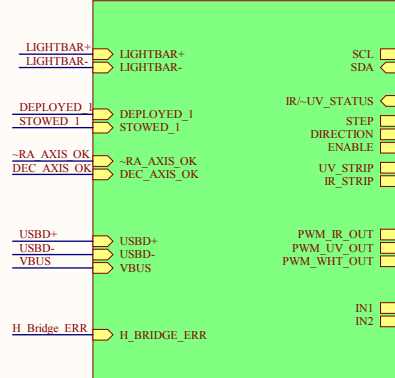 LIGHTBAR+ LIGHTBAR+ SCL
LIGHTBAR- LIGHTBAR- SDA
IR/~UV_STATUS
DEPLOYED_1 DEPLOYED_1 STEP
STOWED_1 STOWED_1 DIRECTION
ENABLE
~RA_AXIS_OK ~RA_AXIS_OK UV_STRIP
DEC_AXIS_OK DEC_AXIS_OK IR_STRIP
USBD+ USBD+ PWM_IR_OUT
USBD- USBD- PWM_UV_OUT
VBUS VBUS PWM_WHT_OUT
IN1
IN2
H_Bridge_ERR H_BRIDGE_ERR